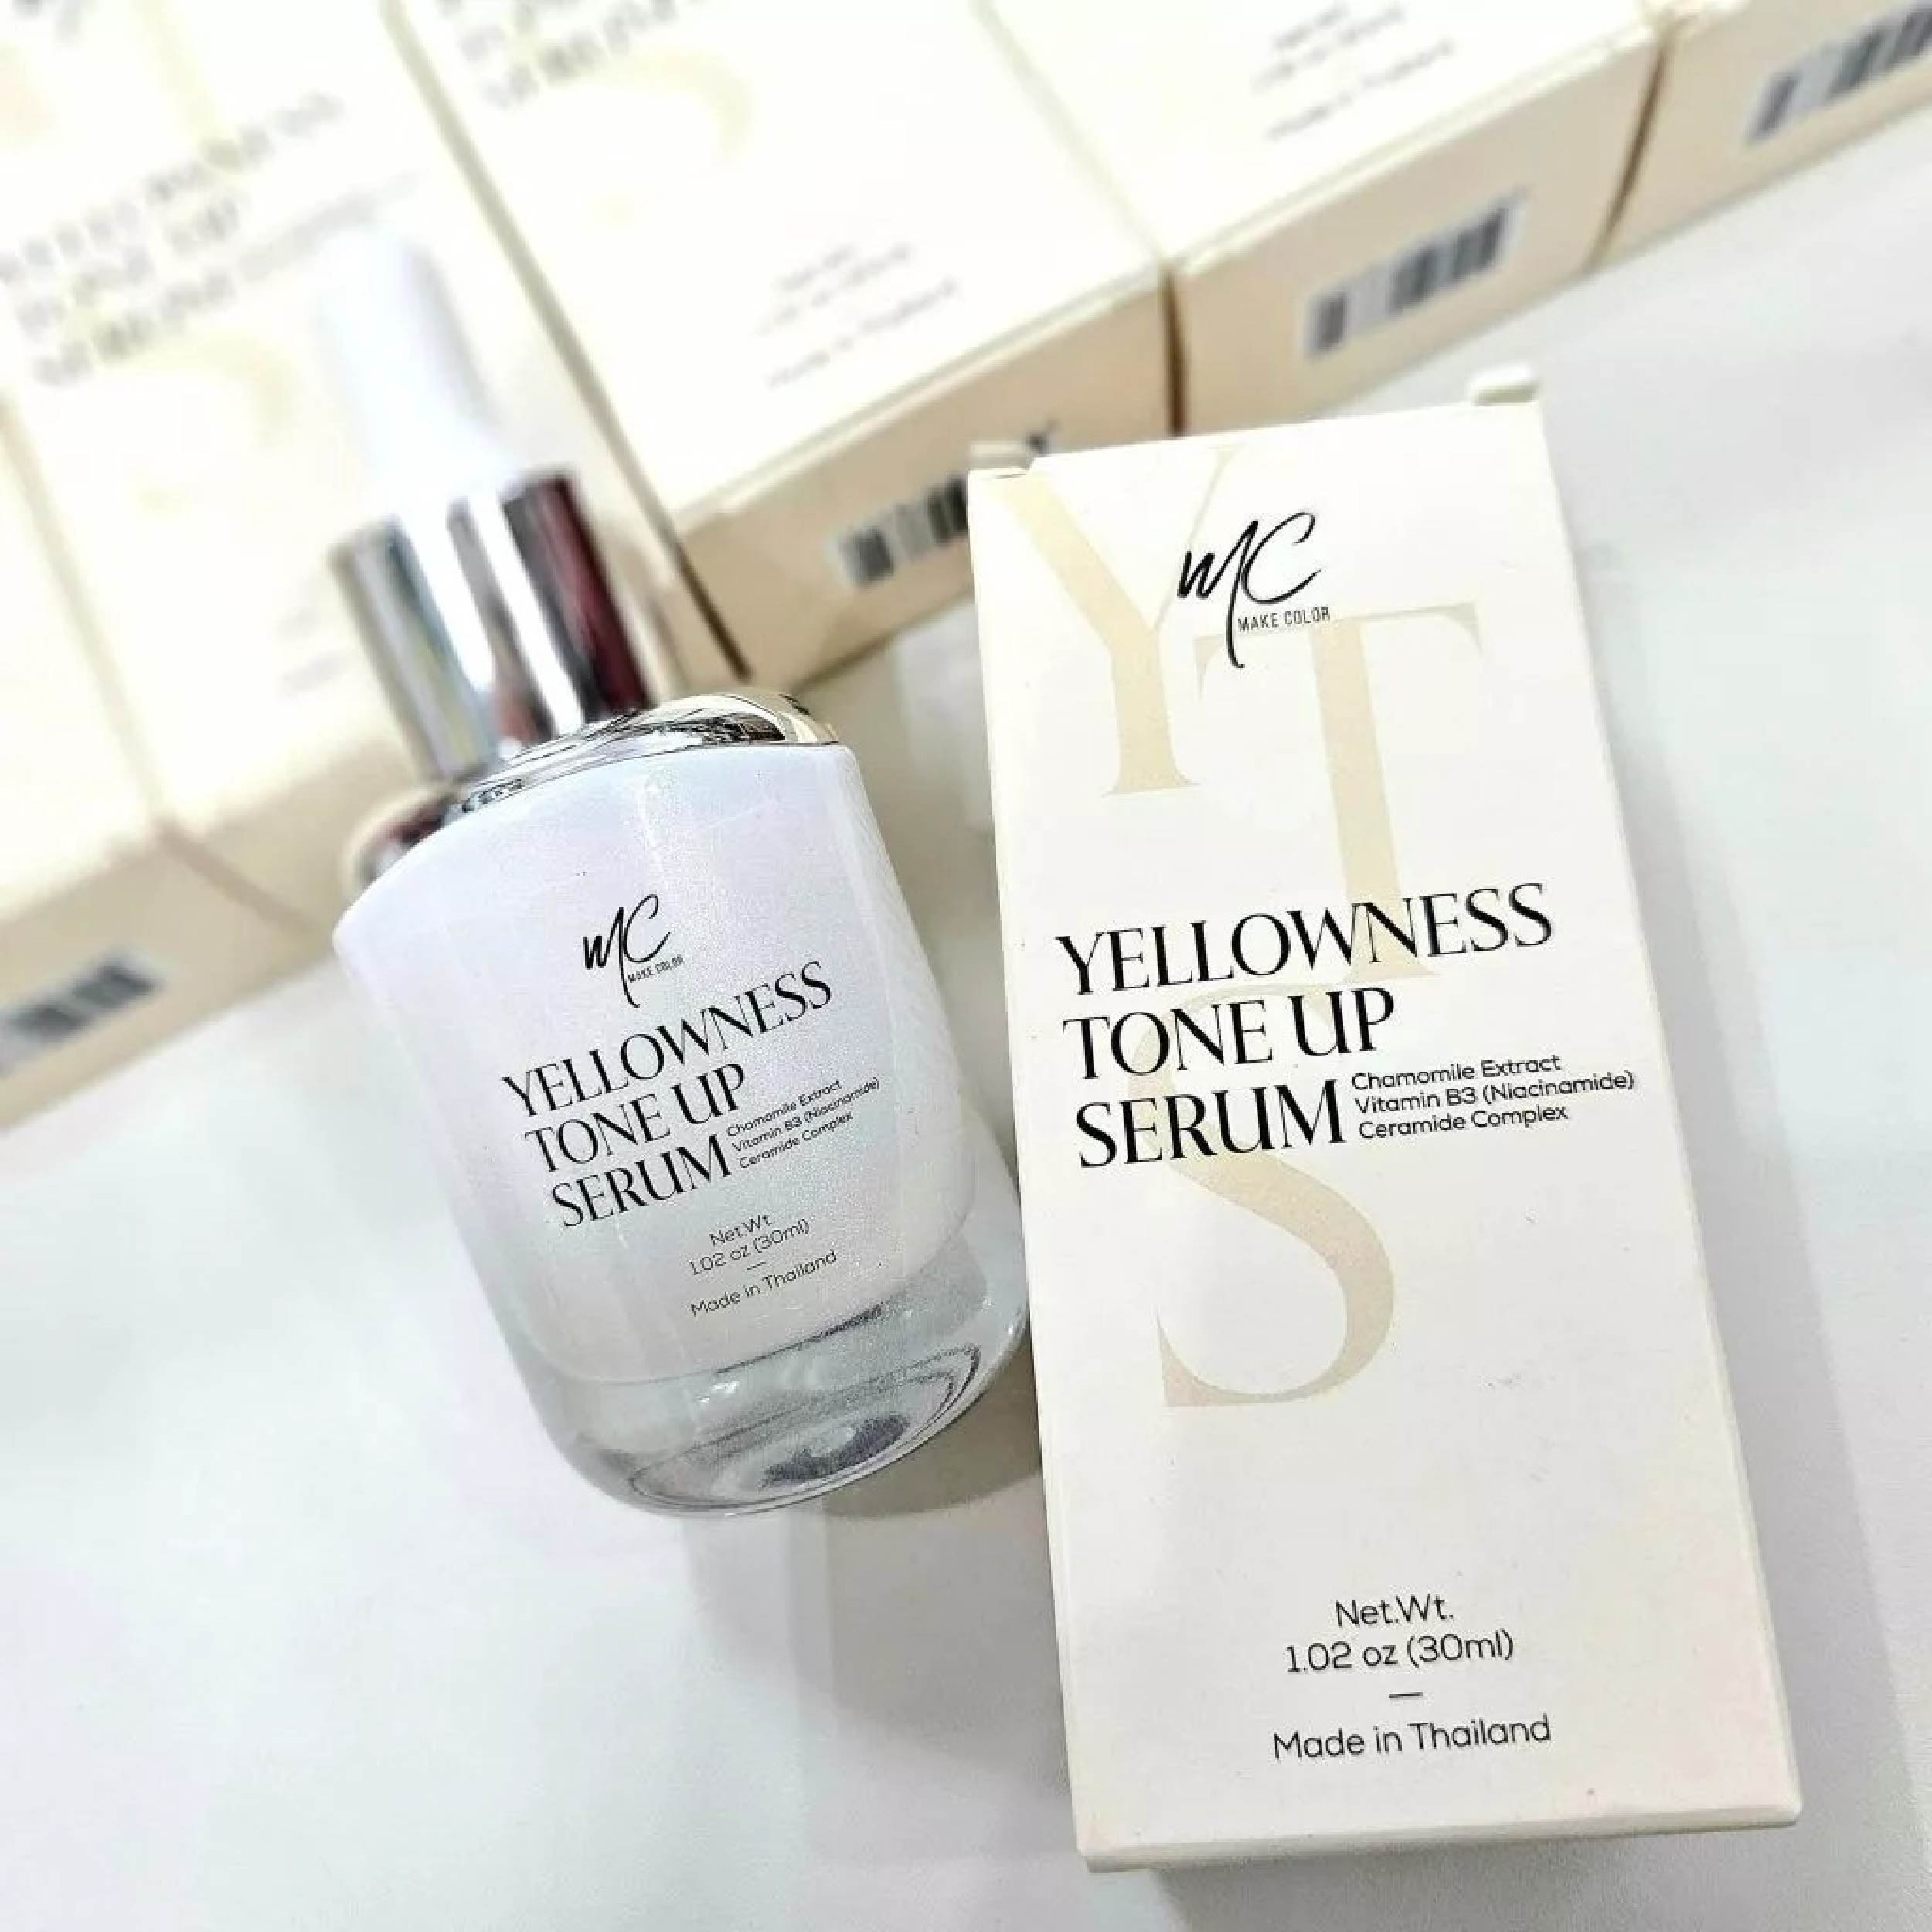 MC
MAKE COLOR
YELLOWNESS
TONE UP
SERUM
Chamomile Extract
Vitamin B3 (Niacinamide)
Ceramide Complex
Net.Wt.
1.02 oz (30ml)
Made in Thailand
YTS
MC
MAKE COLOR
YELLOWNESS
TONE UP
SERUM
Chamomile Extract
Vitamin B3 (Niacinamide)
Ceramide Complex
Net.Wt.
1.02 oz (30ml)
Made in Thailand